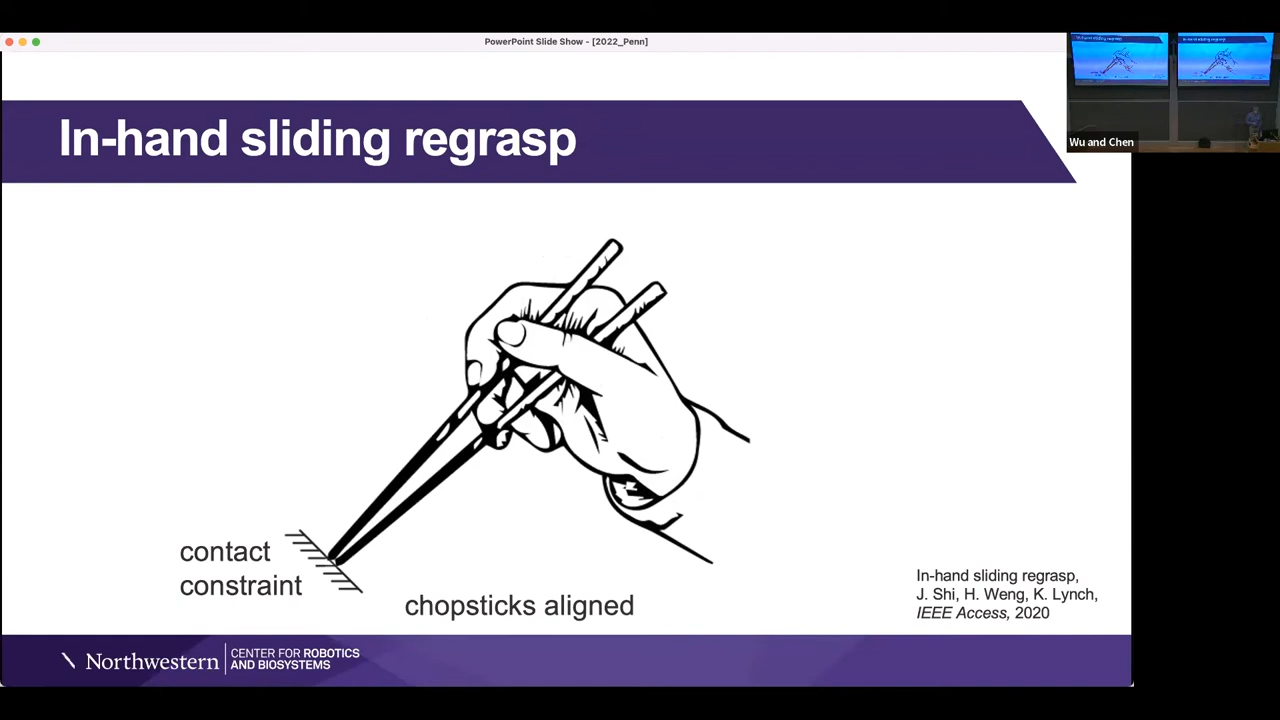 PowerPoint Slide Show - [2022_Penn]
Wu and Chen
In-hand sliding regrasp
contact
constraint
chopsticks aligned
In-hand sliding regrasp,
J. Shi, H. Weng, K. Lynch,
IEEE Access, 2020
Northwestern
CENTER FOR ROBOTICS
AND BIOSYSTEMS